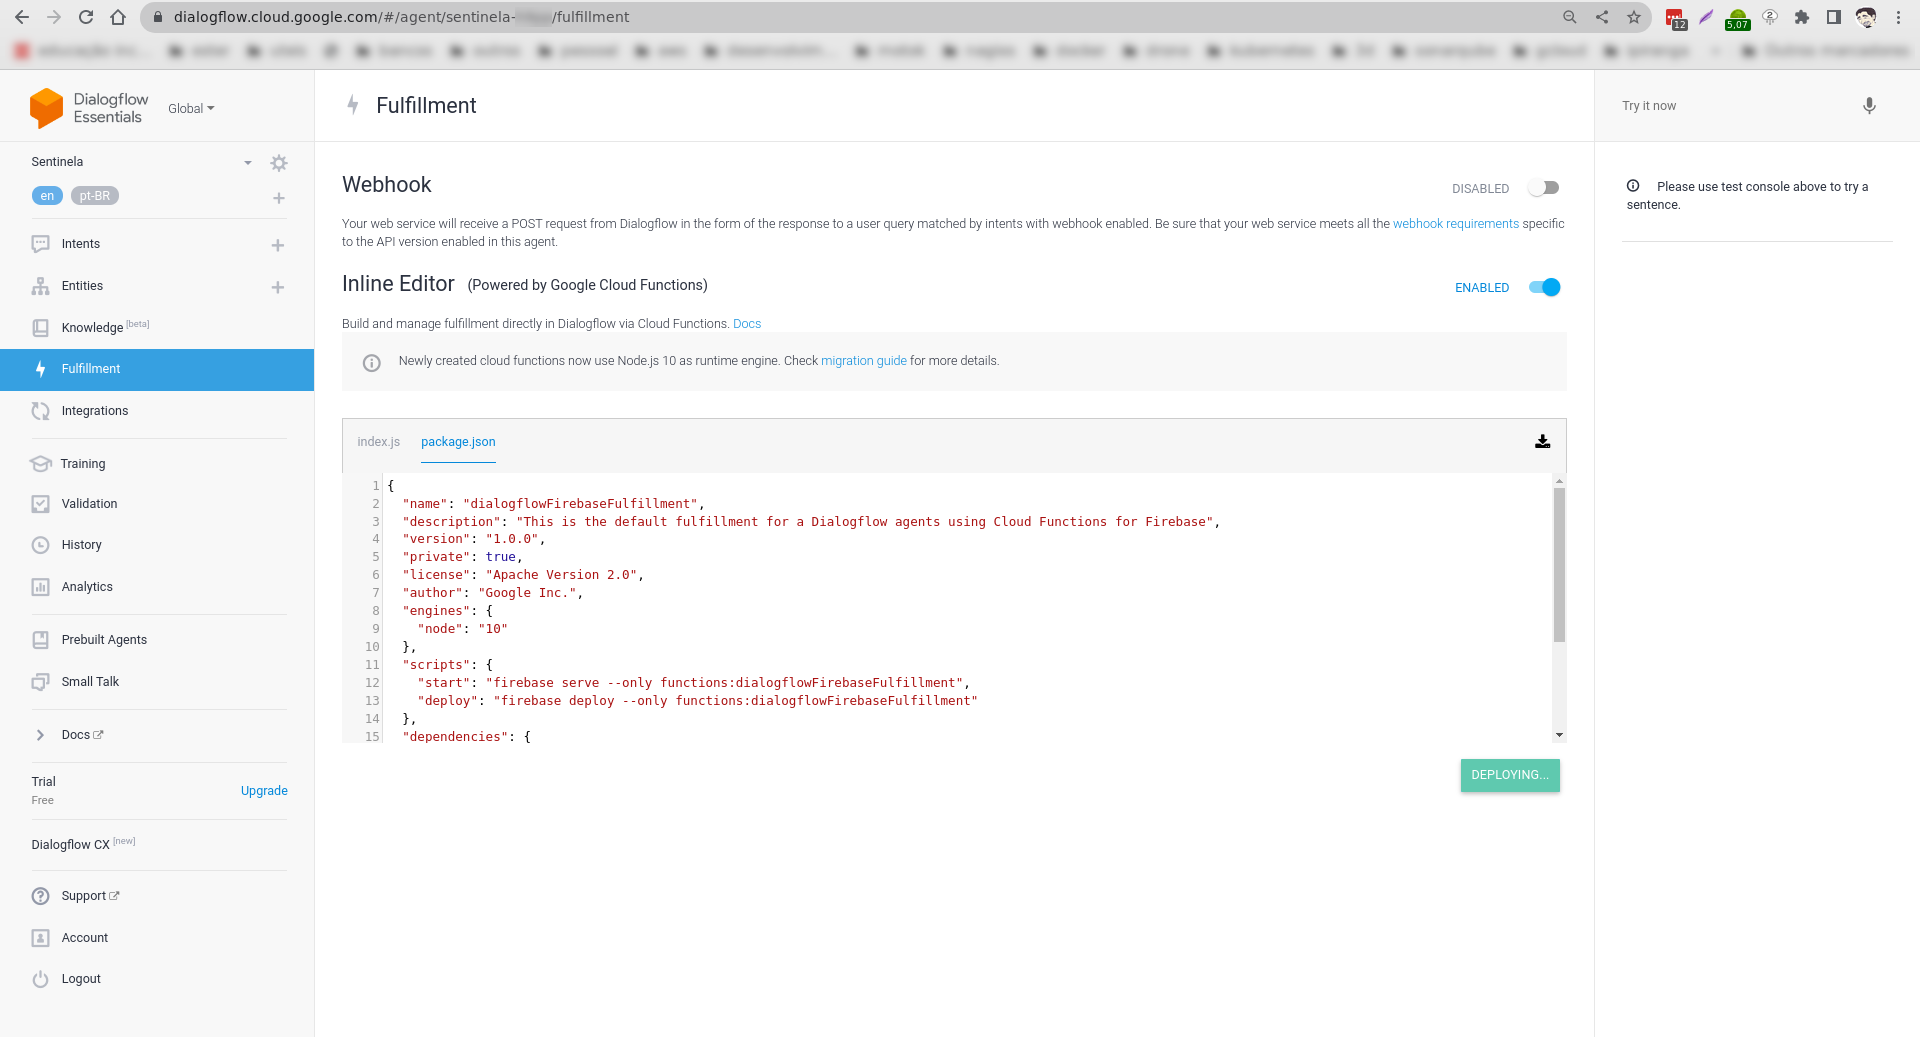 dialogflow.cloud.google.com/#/agent/sentinela-
/fulfillment
12
5,07
2
Dialogflow
Essentials
Global
Sentinela
en
pt-BR
Intents
Entities
Knowledge [beta]
Fulfillment
Integrations
Training
Validation
History
Analytics
Prebuilt Agents
Small Talk
Docs
Trial
Free
Upgrade
Dialogflow CX [new]
Support
Account
Logout
Fulfillment
Webhook
DISABLED
Your web service will receive a POST request from Dialogflow in the form of the response to a user query matched by intents with webhook enabled. Be sure that your web service meets all the webhook requirements specific
to the API version enabled in this agent.
Inline Editor (Powered by Google Cloud Functions)
ENABLED
Build and manage fulfillment directly in Dialogflow via Cloud Functions. Docs
Newly created cloud functions now use Node.js 10 as runtime engine. Check migration guide for more details.
index.js package.json
1 {
2 "name": "dialogflowFirebaseFulfillment",
3 "description": "This is the default fulfillment for a Dialogflow agents using Cloud Functions for Firebase",
4 "version": "1.0.0",
5 "private": true,
6 "license": "Apache Version 2.0",
7 "author": "Google Inc.",
8 "engines": {
9 "node": "10"
10 },
11 "scripts": {
12 "start": "firebase serve --only functions:dialogflowFirebaseFulfillment",
13 "deploy": "firebase deploy --only functions:dialogflowFirebaseFulfillment"
14 },
15 "dependencies": {
DEPLOYING...
Try it now
Please use test console above to try a
sentence.